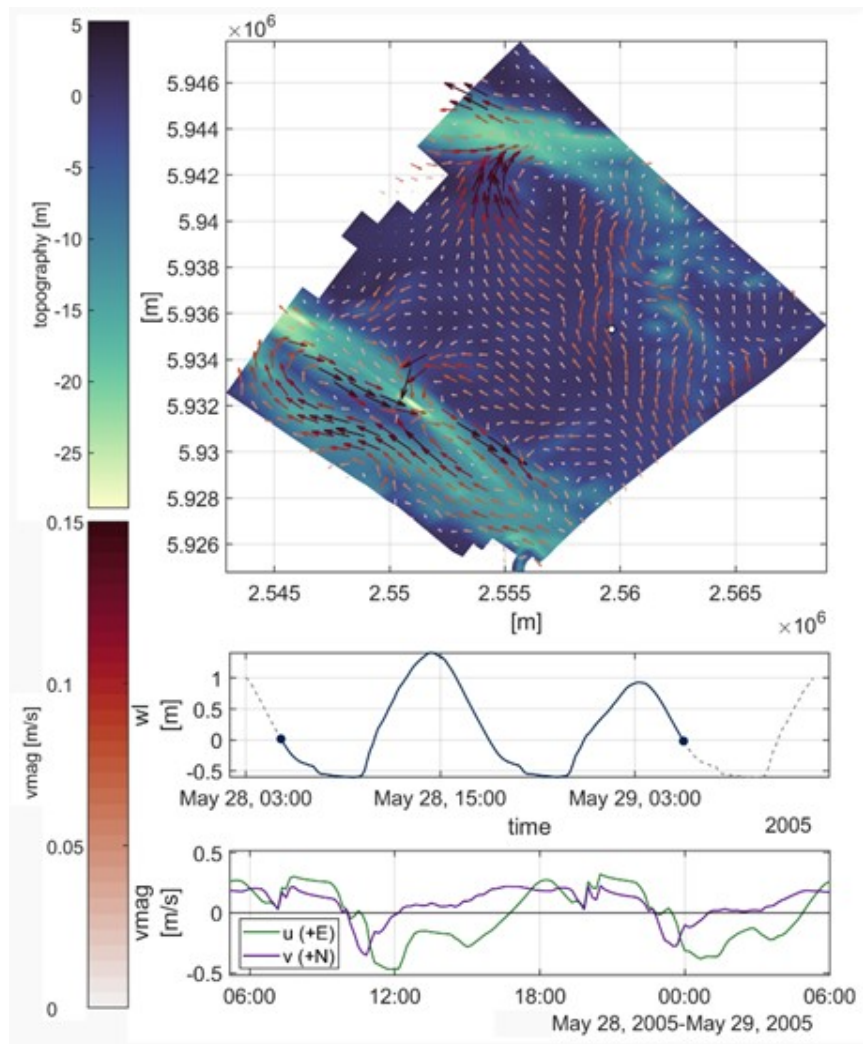 ×10⁶
5
0
-5
-10
-15
-20
-25
topography [m]
5.946
5.944
5.942
5.94
5.938
5.936
5.934
5.932
5.93
5.928
5.926
[m]
2.545 2.55 2.555 2.56 2.565
[m] ×10⁶
0.15
0.1
0.05
0
vmag [m/s]
1
0.5
0
-0.5
wl
[m]
May 28, 03:00 May 28, 15:00 May 29, 03:00
time 2005
0.5
0
-0.5
vmag
[m/s]
u (+E)
v (+N)
06:00 12:00 18:00 00:00 06:00
May 28, 2005-May 29, 2005